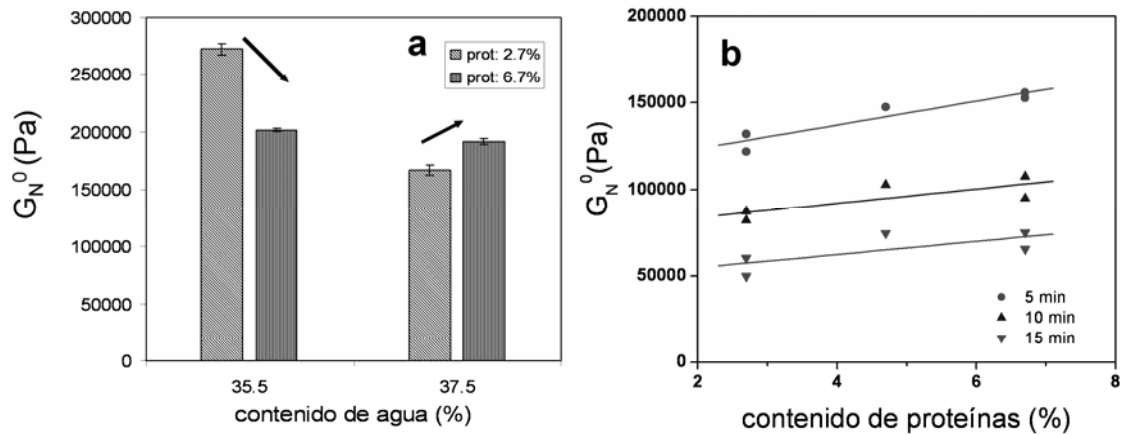 a
prot: 2.7%
prot: 6.7%
300000
250000
200000
150000
100000
50000
0
G_N^0 (Pa)
35.5
37.5
contenido de agua (%)
b
200000
150000
100000
50000
0
G_N^0 (Pa)
5 min
10 min
15 min
2
4
6
8
contenido de proteínas (%)